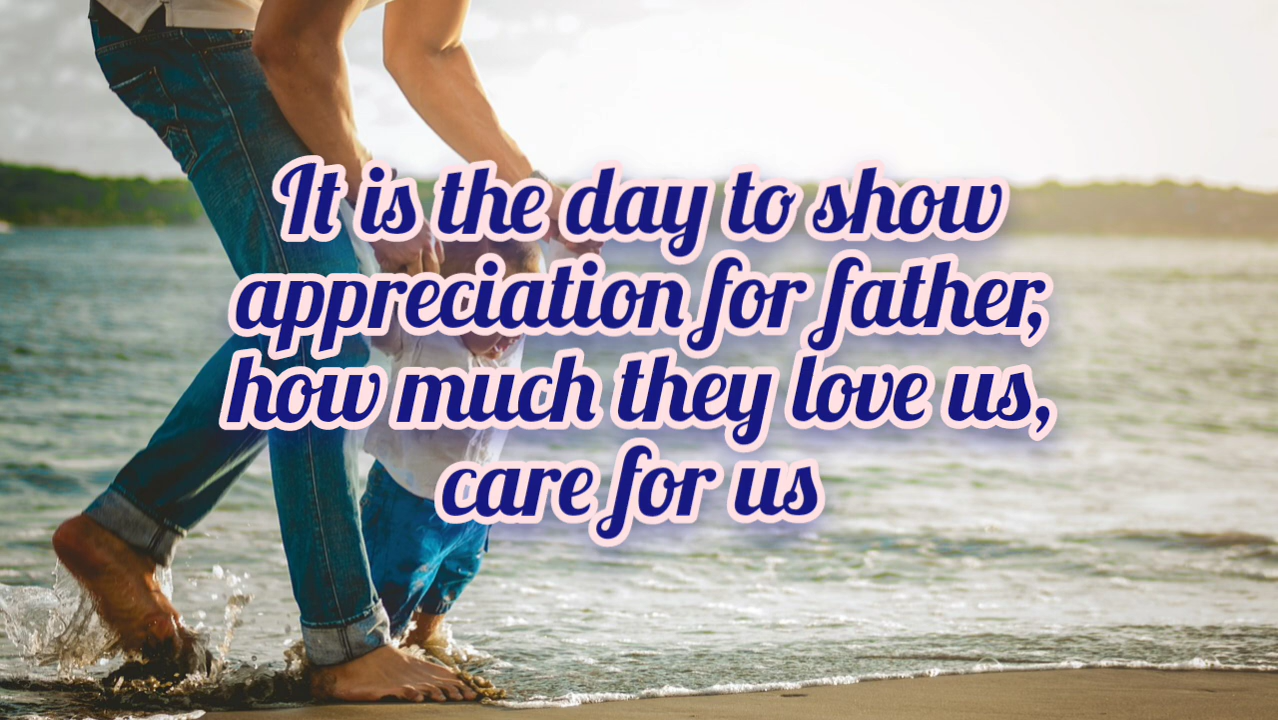 It is the day to show
appreciation for father,
how much they love us,
care for us